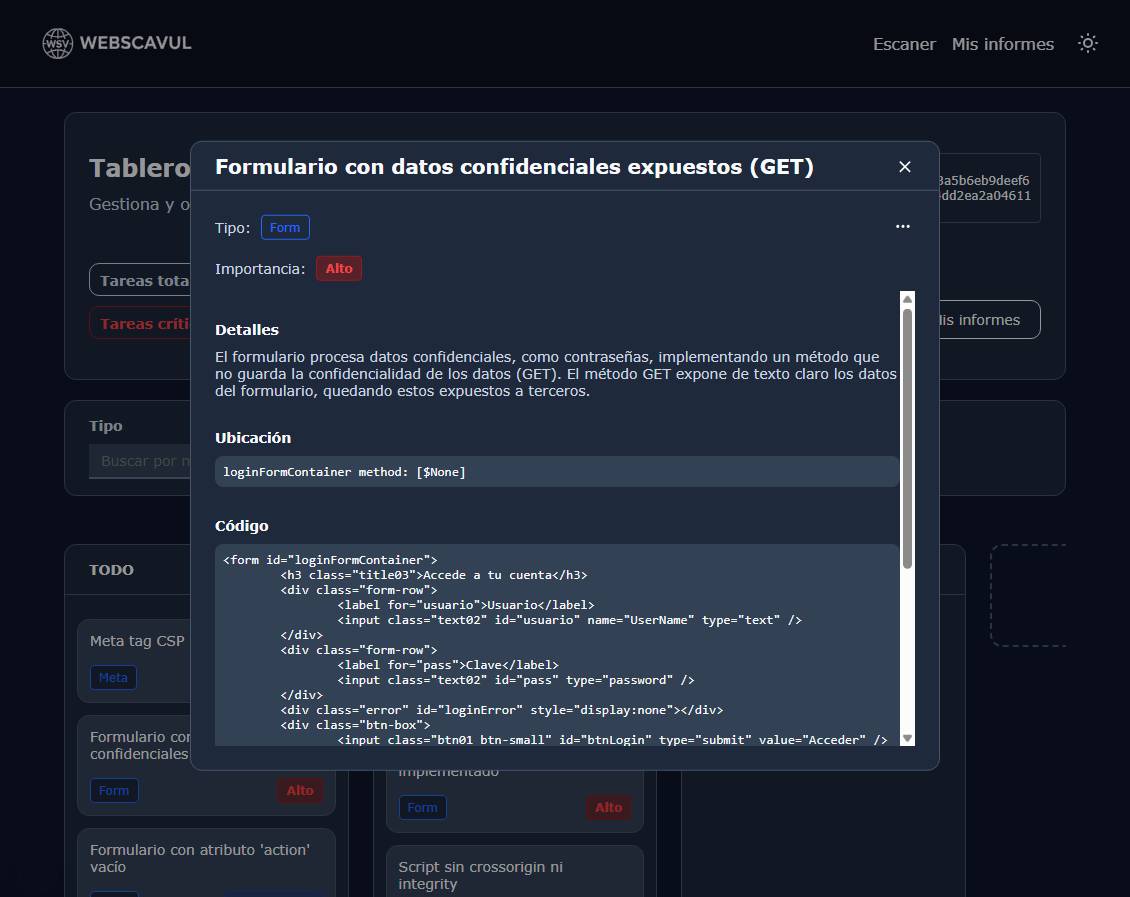 WSV WEBSCAVUL
Escaner Mis informes
Tablero
Gestiona y o
3a5b6eb9deef6
dd2ea2a04611
Tareas tota
Tareas críti
is informes
Formulario con datos confidenciales expuestos (GET)
Tipo: Form
Importancia: Alto
Detalles
El formulario procesa datos confidenciales, como contraseñas, implementando un método que
no guarda la confidencialidad de los datos (GET). El método GET expone de texto claro los datos
del formulario, quedando estos expuestos a terceros.
Ubicación
loginFormContainer method: [$None]
Código
<form id="loginFormContainer">
<h3 class="title03">Accede a tu cuenta</h3>
<div class="form-row">
<label for="usuario">Usuario</label>
<input class="text02" id="usuario" name="UserName" type="text" />
</div>
<div class="form-row">
<label for="pass">Clave</label>
<input class="text02" id="pass" type="password" />
</div>
<div class="error" id="loginError" style="display:none"></div>
<div class="btn-box">
<input class="btn01 btn-small" id="btnLogin" type="submit" value="Acceder" />
Tipo
Buscar por n
TODO
Meta tag CSP
Meta
Formulario con
confidenciales
Form Alto
Formulario con atributo 'action'
vacío
implementado
Form Alto
Script sin crossorigin ni
integrity